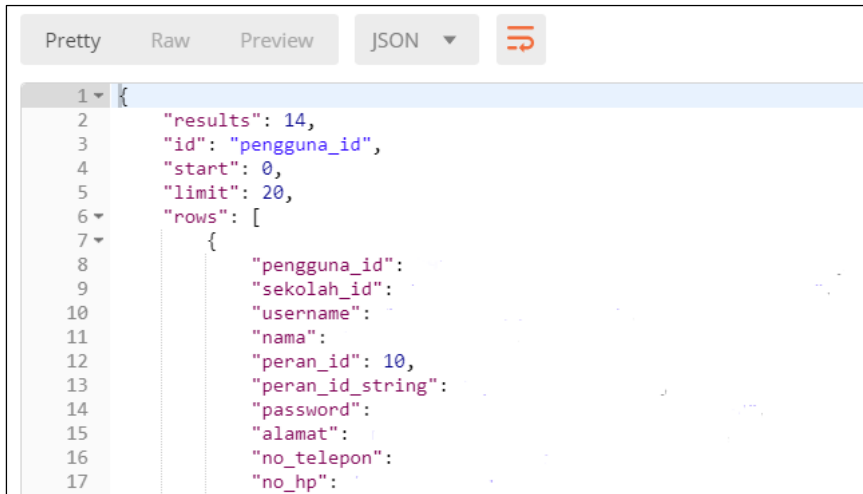 Pretty Raw Preview JSON
1 {
2 "results": 14,
3 "id": "pengguna_id",
4 "start": 0,
5 "limit": 20,
6 "rows": [
7 {
8 "pengguna_id":
9 "sekolah_id":
10 "username":
11 "nama":
12 "peran_id": 10,
13 "peran_id_string":
14 "password":
15 "alamat":
16 "no_telepon":
17 "no_hp":